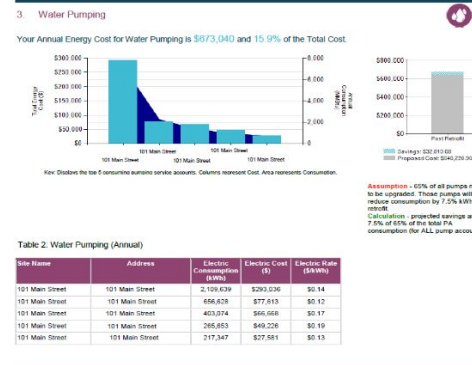 3. Water Pumping
Your Annual Energy Cost for Water Pumping is $673,040 and 15.9% of the Total Cost.
$300,000
$250,000
$200,000
$150,000
$100,000
$50,000
$0
Total Energy
Cost ($)
8,000
6,000
4,000
2,000
0
Annual
Consumption
101 Main Street
101 Main Street
101 Main Street
101 Main Street
101 Main Street
Key: Displays the top 5 consuming pumping service accounts. Columns represent Cost. Area represents Consumption.
$800,000
$600,000
$400,000
$200,000
$0
Post Retrofit
Savings: $32,810.00
Assumption - 65% of all pumps
to be upgraded. Those pumps will
reduce consumption by 7.5% kWh
retrofit.
Calculation - projected savings
7.5% of 65% of the total PA
consumption (for ALL pump
Table 2: Water Pumping (Annual)
Site Name Address Electric Consumption (kWh) Electric Cost ($) Electric Rate ($/kWh)
101 Main Street 101 Main Street 2,109,639 $293,036 $0.14
101 Main Street 101 Main Street 656,628 $77,613 $0.12
101 Main Street 101 Main Street 403,074 $66,668 $0.17
101 Main Street 101 Main Street 265,653 $49,226 $0.19
101 Main Street 101 Main Street 217,347 $27,581 $0.13